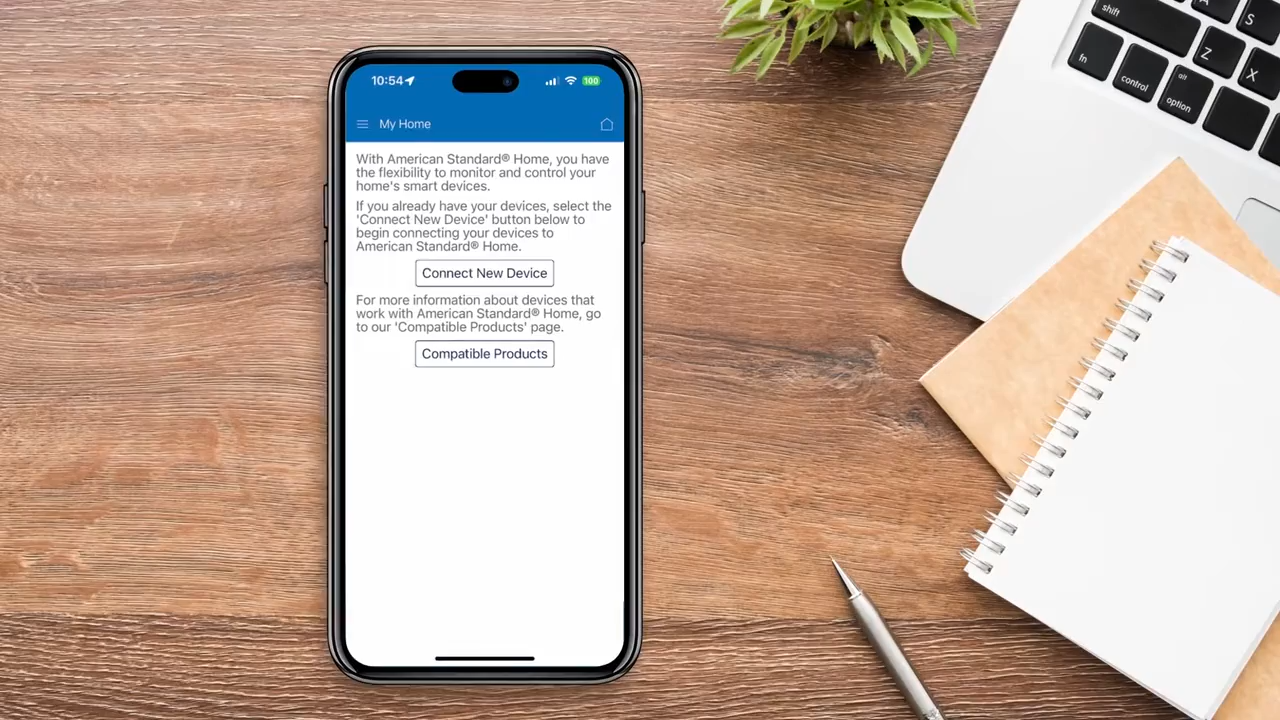 10:54
100
My Home
With American Standard® Home, you have
the flexibility to monitor and control your
home's smart devices.
If you already have your devices, select the
'Connect New Device' button below to
begin connecting your devices to
American Standard® Home.
Connect New Device
For more information about devices that
work with American Standard® Home, go
to our 'Compatible Products' page.
Compatible Products
shift
fn
control
alt
option
Z
X
A
S